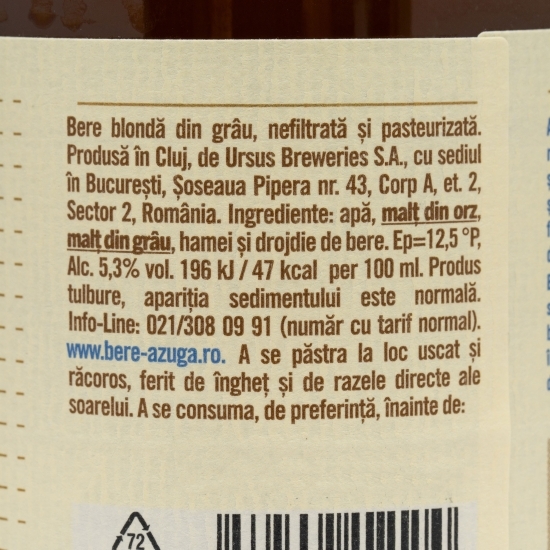 Bere blondă din grâu, nefiltrată și pasteurizată.
Produsă în Cluj, de Ursus Breweries S.A., cu sediul
în București, Șoseaua Pipera nr. 43, Corp A, et. 2,
Sector 2, România. Ingrediente: apă, malț din orz,
malț din grâu, hamei și drojdie de bere. Ep=12,5 °P,
Alc. 5,3% vol. 196 kJ / 47 kcal per 100 ml. Produs
tulbure, apariția sedimentului este normală.
Info-Line: 021/308 09 91 (număr cu tarif normal).
www.bere-azuga.ro. A se păstra la loc uscat și
răcoros, ferit de îngheț și de razele directe ale
soarelui. A se consuma, de preferință, înainte de:
72